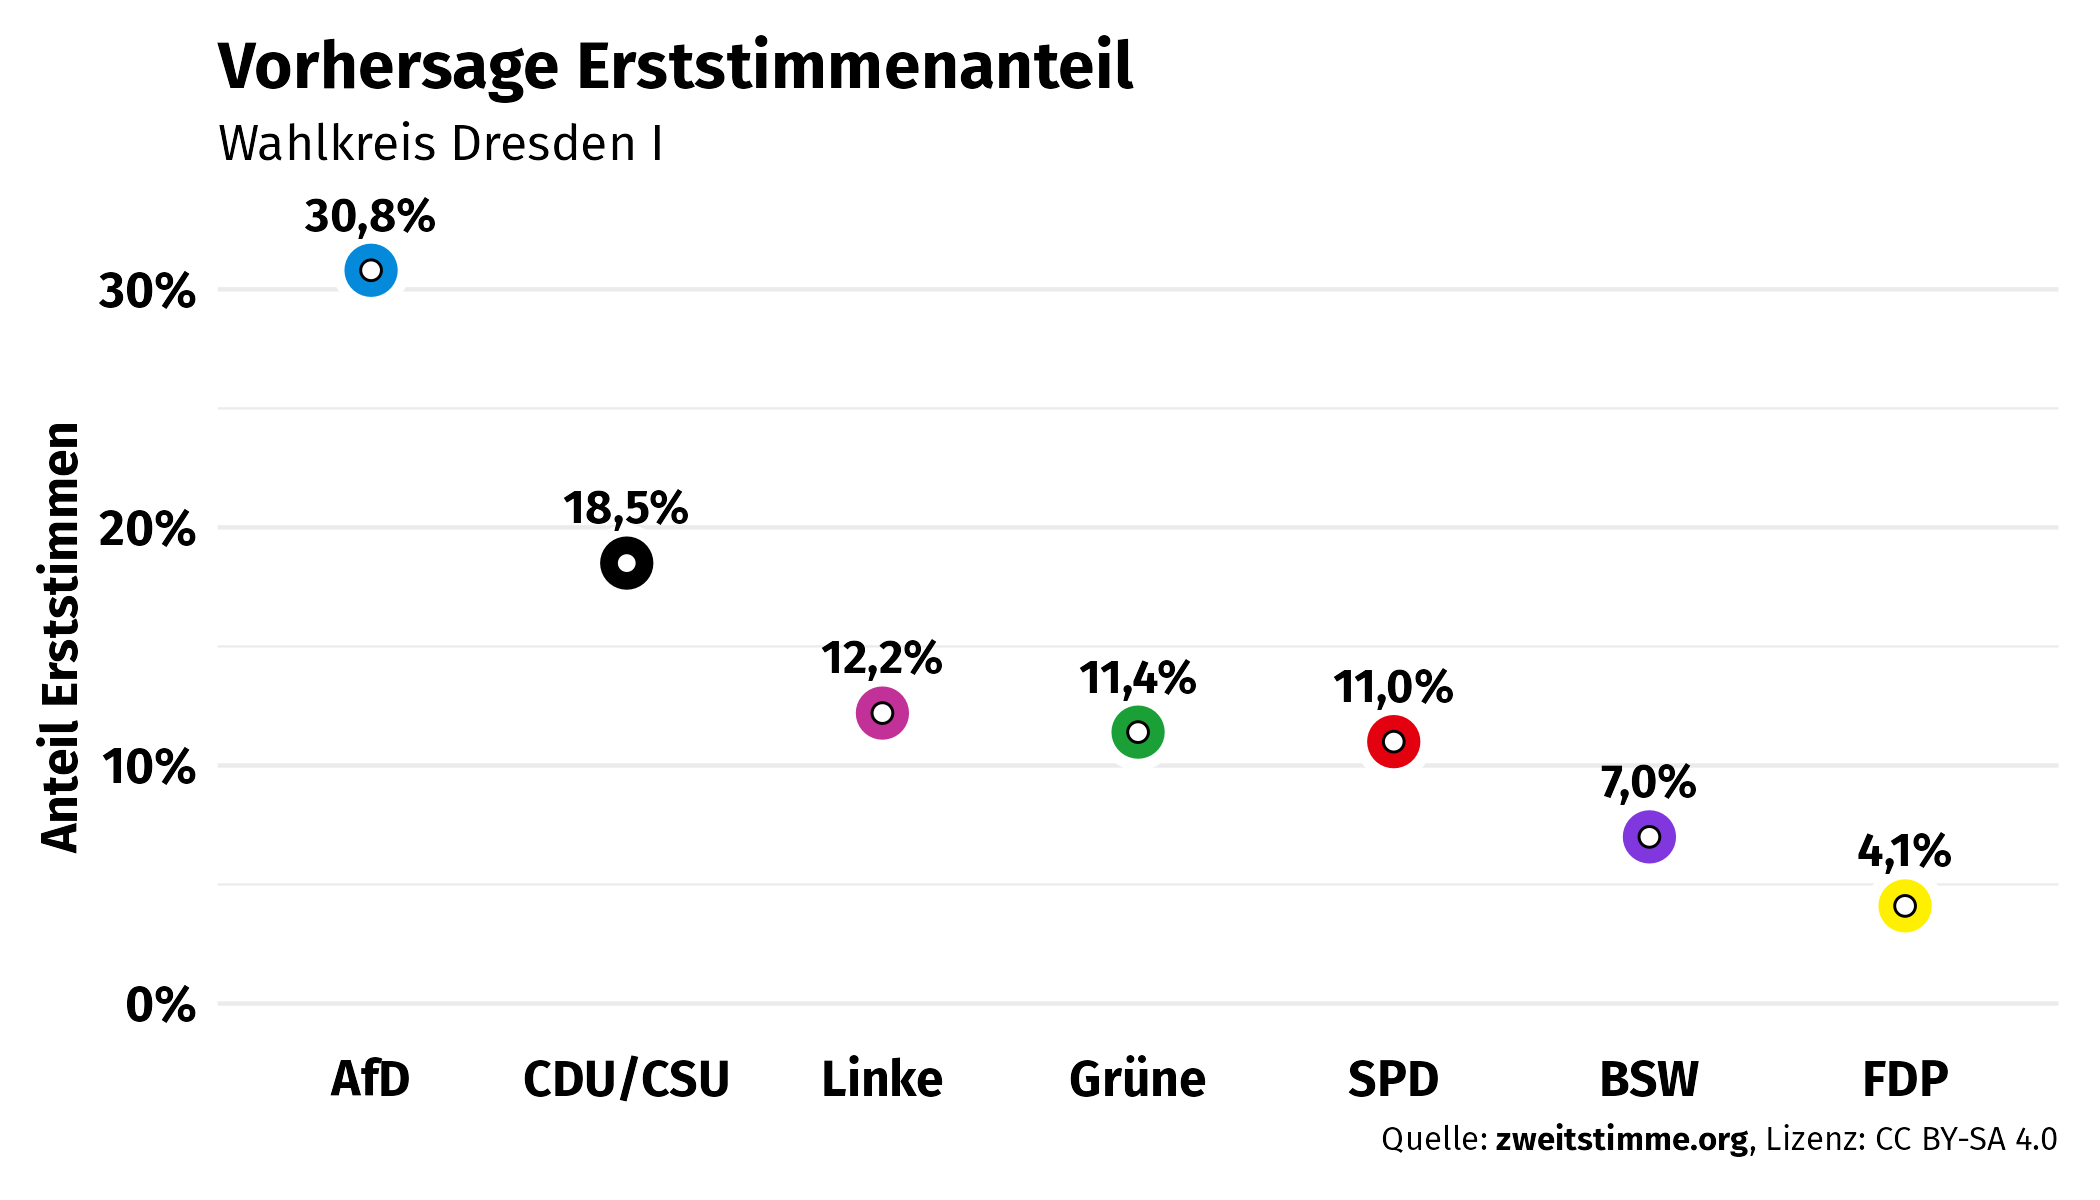 Vorhersage Erststimmenanteil
Wahlkreis Dresden I
Anteil Erststimmen
30%
20%
10%
0%
30,8%
18,5%
12,2%
11,4%
11,0%
7,0%
4,1%
AfD CDU/CSU Linke Grüne SPD BSW FDP
Quelle: zweitstimme.org, Lizenz: CC BY-SA 4.0